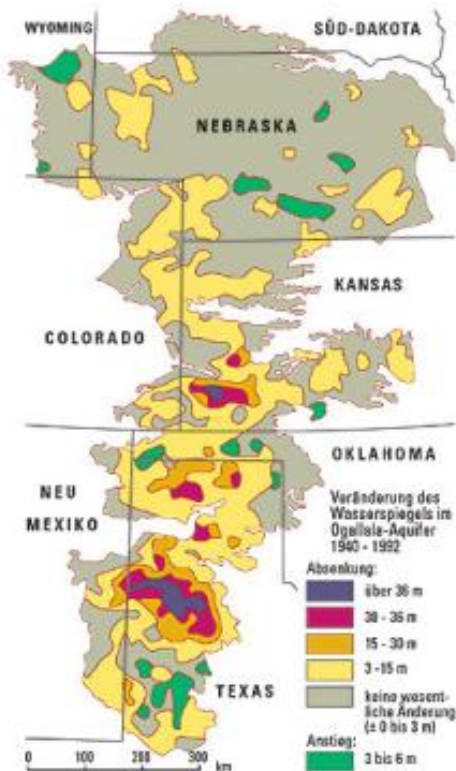 WYOMING
SÜD-DAKOTA
NEBRASKA
KANSAS
COLORADO
OKLAHOMA
NEU
MEXIKO
Veränderung des
Wasserspiegels im
Ogallala-Aquifer
1940 - 1992
Absenkung:
über 36 m
30 - 36 m
15 - 30 m
3 -15 m
keine wesent-
liche Änderung
(± 0 bis 3 m)
TEXAS
Anstieg:
3 bis 6 m
0 100 200 300
km